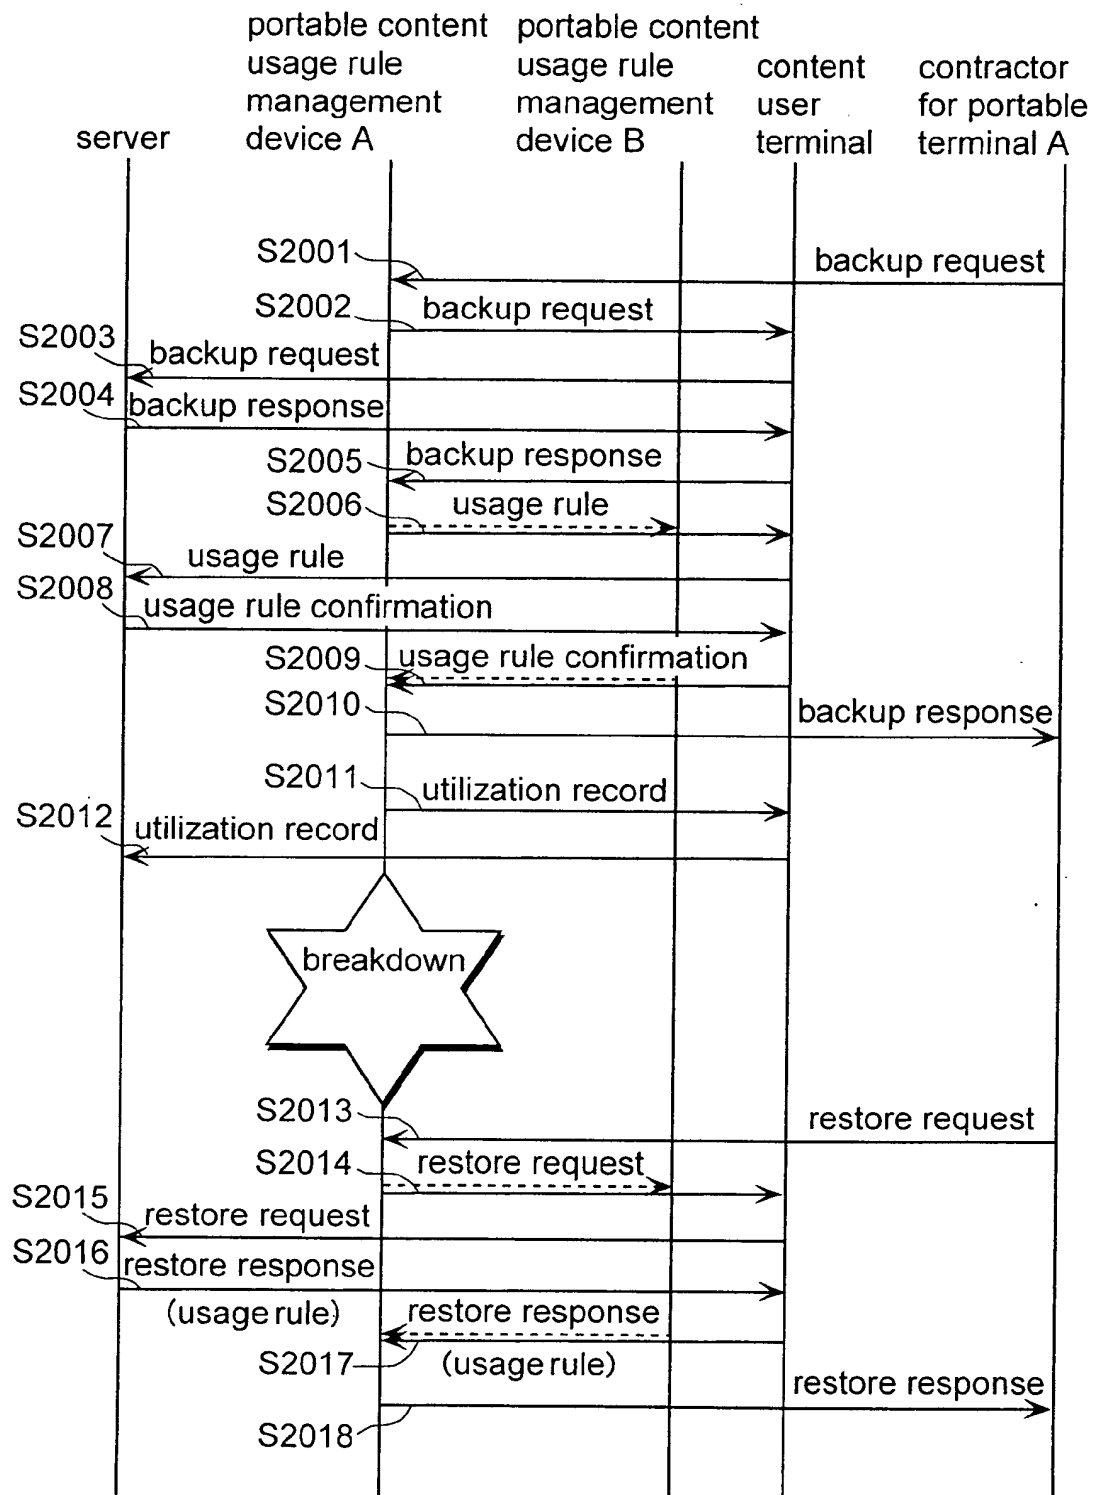 server
portable content
usage rule
management
device A
portable content
usage rule
management
device B
content
user
terminal
contractor
for portable
terminal A
S2001
backup request
S2002
backup request
S2003
backup request
S2004
backup response
S2005
backup response
S2006
usage rule
S2007
usage rule
S2008
usage rule confirmation
S2009
usage rule confirmation
S2010
backup response
S2011
utilization record
S2012
utilization record
breakdown
S2013
restore request
S2014
restore request
S2015
restore request
S2016
restore response
(usage rule)
restore response
S2017
(usage rule)
restore response
S2018